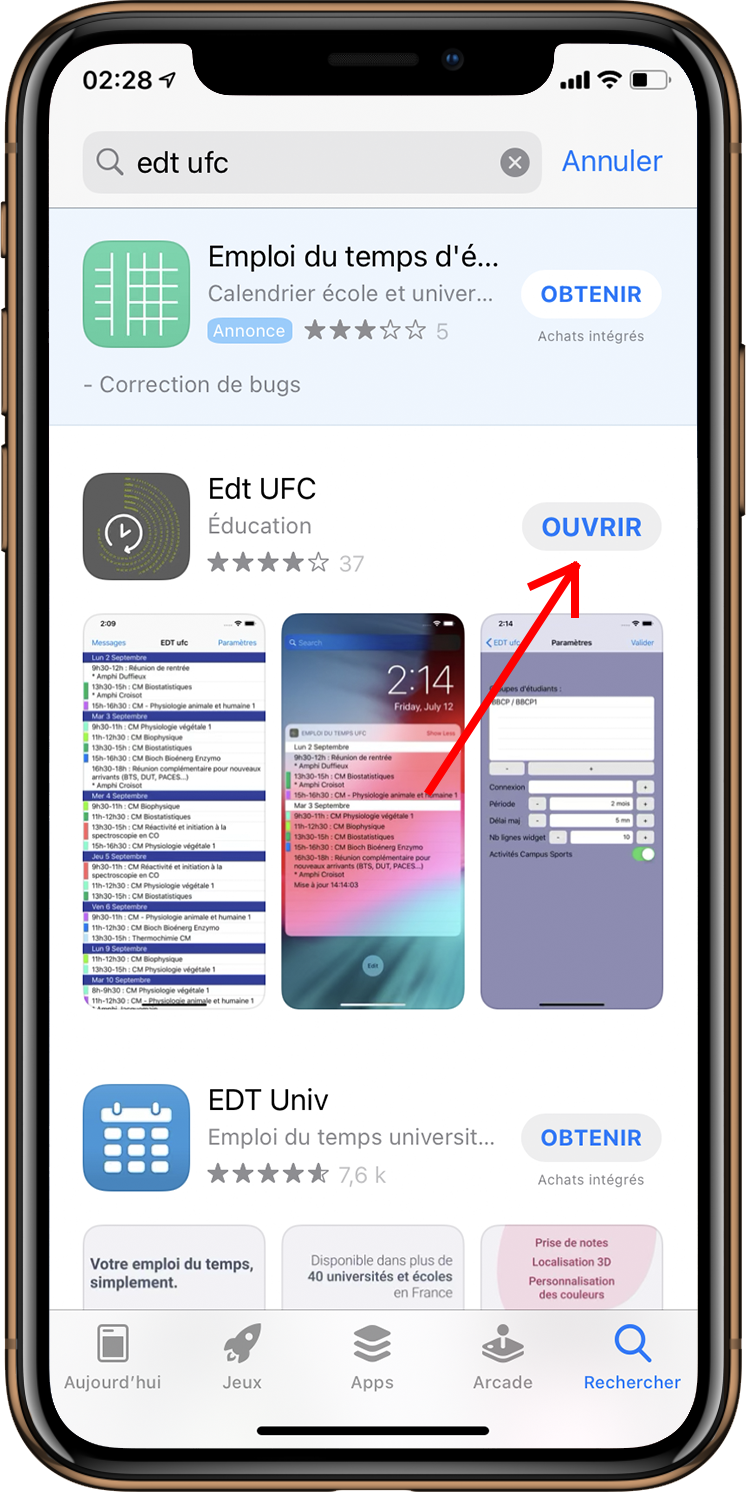 02:28
edt ufc
Annuler
Emploi du temps d'é...
Calendrier école et univer...
OBTENIR
Annonce
5
Achats intégrés
- Correction de bugs
Edt UFC
Éducation
OUVRIR
37
2:09
Messages
EDT ufc
Paramètres
Lun 2 Septembre
9h30-12h : Réunion de rentrée
* Amphi Duffieux
13h30-15h : CM Biostatistiques
* Amphi Croisot
15h-16h30 : CM - Physiologie animale et humaine 1
Mar 3 Septembre
9h30-11h : CM Physiologie végétale 1
11h-12h30 : CM Biophysique
13h30-15h : CM Biostatistiques
15h-16h30 : CM Bioch Bioénerg Enzymo
16h30-18h : Réunion complémentaire pour nouveaux
arrivants (BTS, DUT, PACES...)
* Amphi Croisot
Mer 4 Septembre
9h30-11h : CM Biophysique
11h-12h30 : CM Biostatistiques
13h30-15h : CM Réactivité et initiation à la
spectroscopie en CO
15h-16h30 : CM Physiologie végétale 1
Jeu 5 Septembre
9h30-11h : CM Réactivité et initiation à la
spectroscopie en CO
11h-12h30 : CM Physiologie végétale 1
13h30-15h : CM Biostatistiques
Ven 6 Septembre
9h30-11h : CM - Physiologie animale et humaine 1
11h-12h30 : CM Bioch Bioénerg Enzymo
13h30-15h : Thermochimie CM
Lun 9 Septembre
11h-12h30 : CM Biophysique
13h30-15h : CM Physiologie végétale 1
Mar 10 Septembre
8h-9h30 : CM Physiologie végétale 1
11h-12h30 : CM - Physiologie animale et humaine 1
Search
2:14
Friday, July 12
EMPLOI DU TEMPS UFC
Show Less
Lun 2 Septembre
9h30-12h : Réunion de rentrée
* Amphi Duffieux
13h30-15h : CM Biostatistiques
* Amphi Croisot
15h-16h30 : CM - Physiologie animale et humaine 1
Mar 3 Septembre
9h30-11h : CM Physiologie végétale 1
11h-12h30 : CM Biophysique
13h30-15h : CM Biostatistiques
15h-16h30 : CM Bioch Bioénerg Enzymo
16h30-18h : Réunion complémentaire pour
nouveaux arrivants (BTS, DUT, PACES...)
* Amphi Croisot
Mise à jour 14:14:03
Edit
2:14
EDT ufc
Paramètres
Valider
d'étudiants :
BBCP / BBCP1
- +
Connexion +
Période - 2 mois +
Délai maj - 5 mn +
Nb lignes widget - 10 +
Activités Campus Sports
EDT Univ
Emploi du temps universit...
OBTENIR
7,6 k
Achats intégrés
Votre emploi du temps,
simplement.
Disponible dans plus de
40 universités et écoles
en France
Prise de notes
Localisation 3D
Personnalisation
des couleurs
Aujourd'hui
Jeux
Apps
Arcade
Rechercher